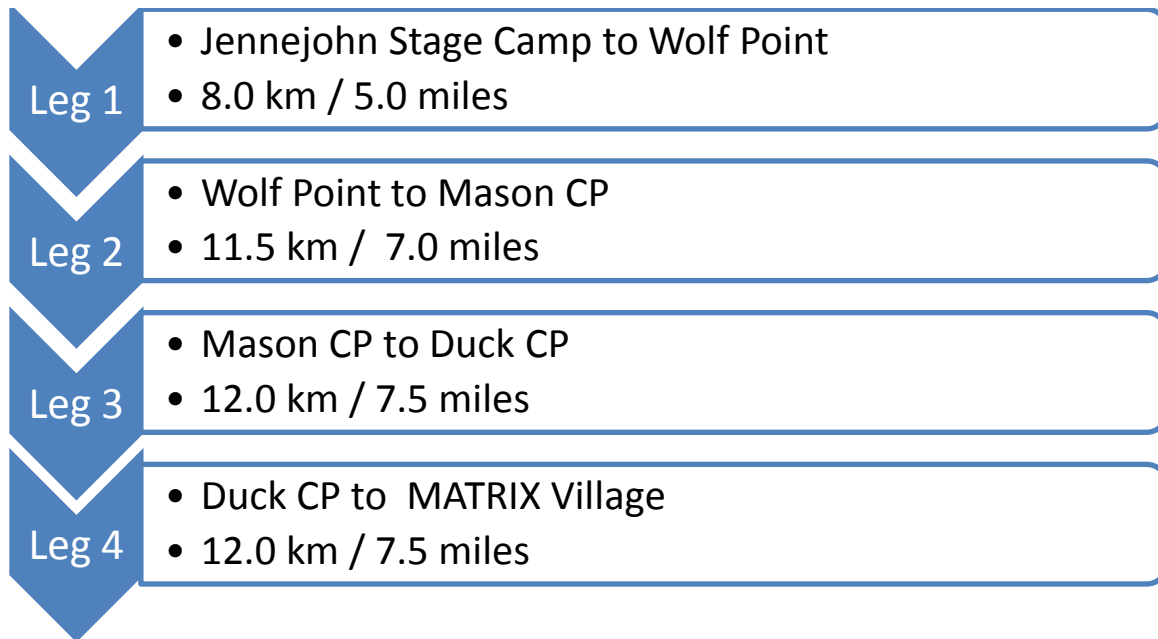 Leg 1
• Jennejohn Stage Camp to Wolf Point
• 8.0 km / 5.0 miles
Leg 2
• Wolf Point to Mason CP
• 11.5 km /  7.0 miles
Leg 3
• Mason CP to Duck CP
• 12.0 km / 7.5 miles
Leg 4
• Duck CP to  MATRIX Village
• 12.0 km / 7.5 miles